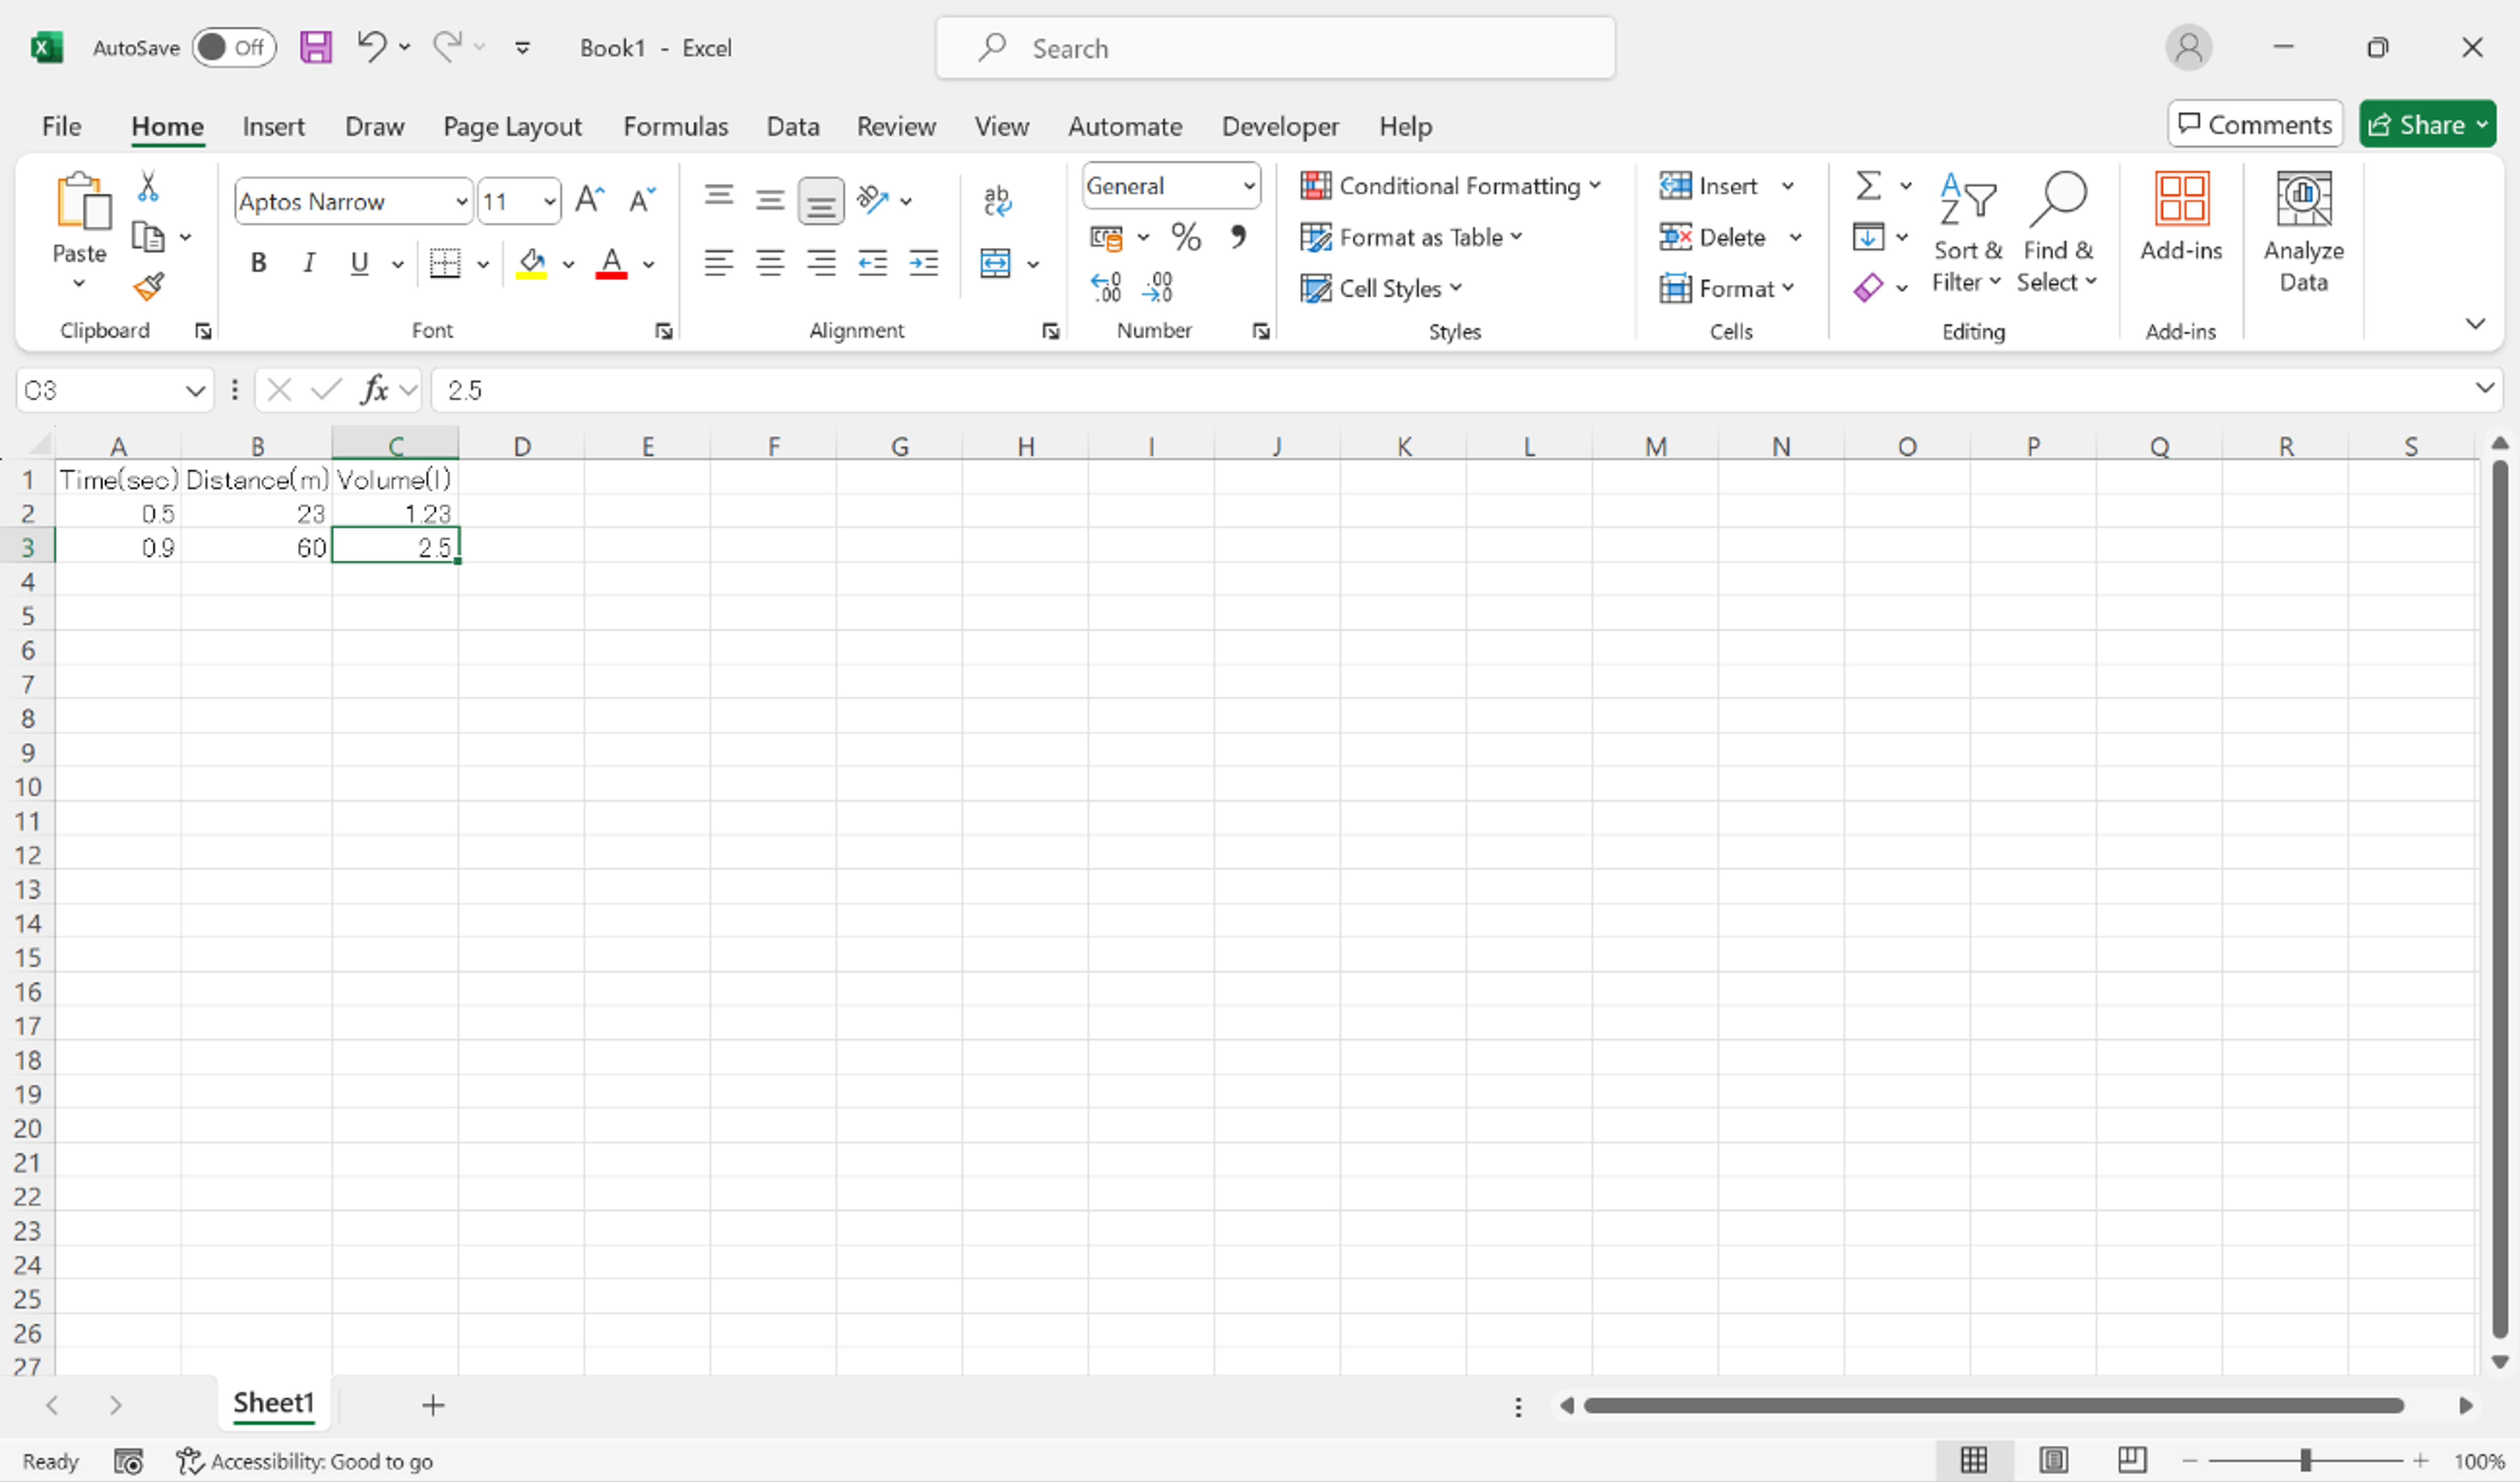 AutoSave Off Book1 - Excel Search
File Home Insert Draw Page Layout Formulas Data Review View Automate Developer Help Comments Share
Paste
Clipboard
Aptos Narrow 11
B I U A
Font
ab
c
Alignment
General
% 9
.00 .00
Number
Conditional Formatting
Format as Table
Cell Styles
Styles
Insert
Delete
Format
Cells
Σ
Sort &
Filter
Find &
Select
Editing
Add-ins
Add-ins
Analyze
Data
C3 fx 2.5
A B C D E F G H I J K L M N O P Q R S
1 Time(sec) Distance(m) Volume(l)
2 0.5 23 1.23
3 0.9 60 2.5
4
5
6
7
8
9
10
11
12
13
14
15
16
17
18
19
20
21
22
23
24
25
26
27
Sheet1
Ready Accessibility: Good to go 100%